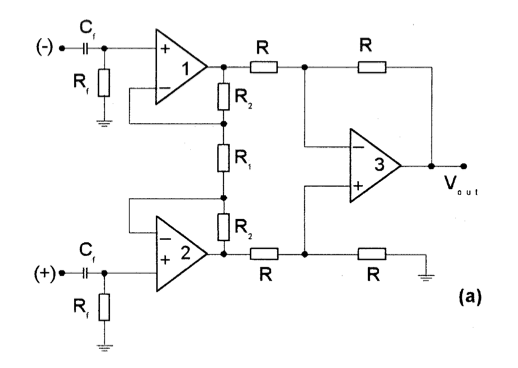 (-) C_f + 1 − R R
R_f R_2
R_1 − 3 + V_out
R_2
C_f − 2 + R R
(+)
R_f
(a)